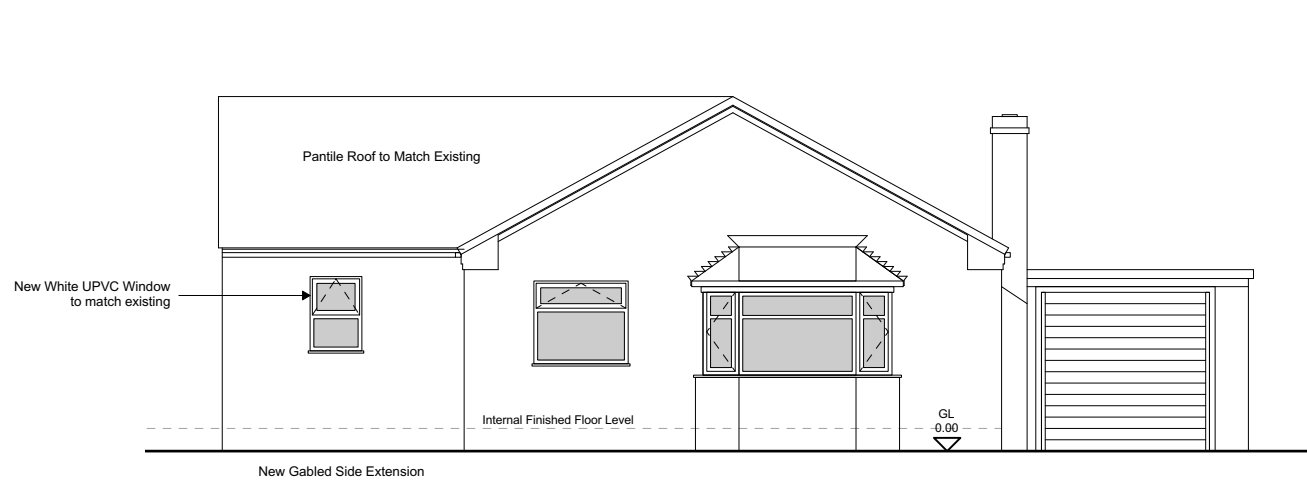 Pantile Roof to Match Existing
New White UPVC Window
to match existing
Internal Finished Floor Level
GL
0.00
New Gabled Side Extension